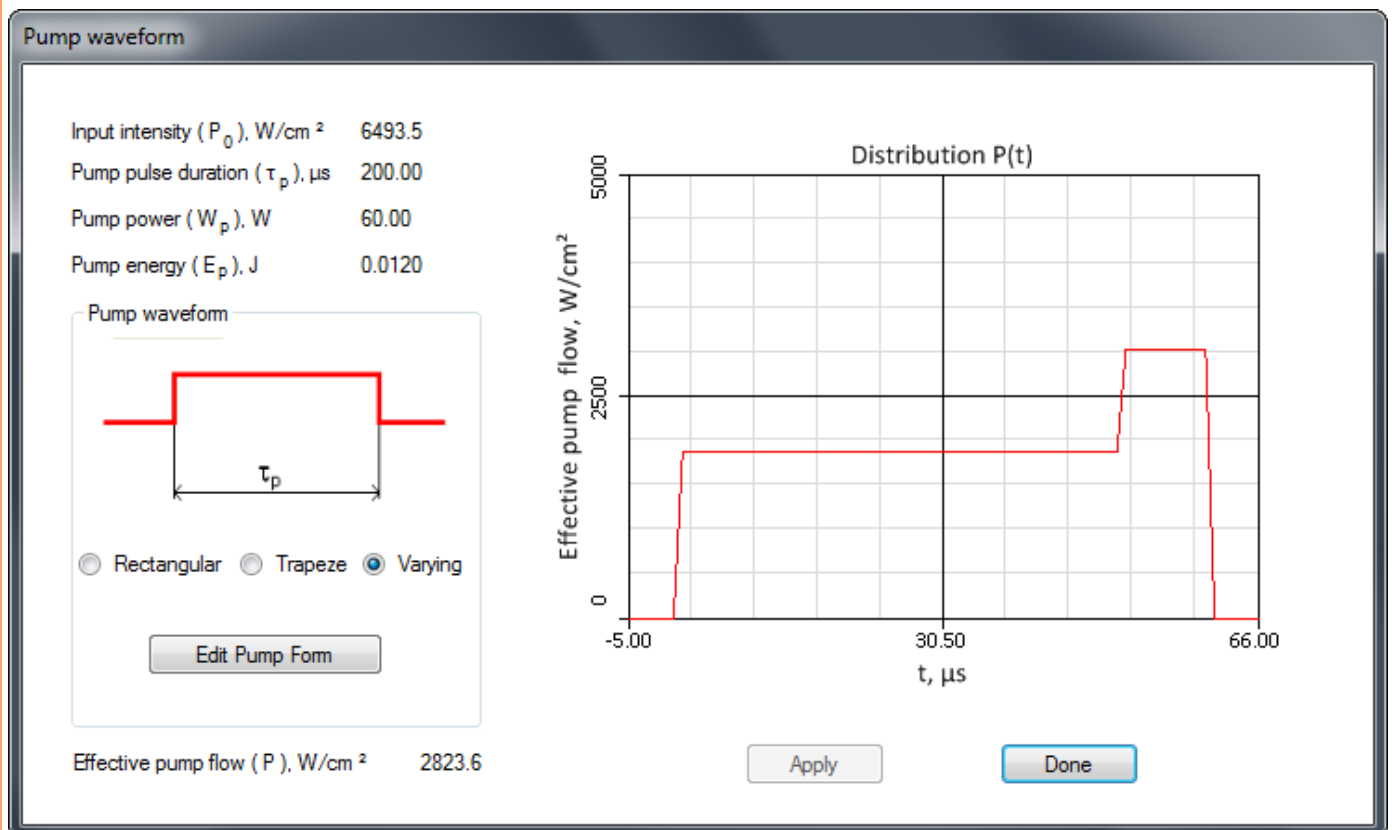 Pump waveform
Input intensity ( P0 ), W/cm ² 6493.5
Pump pulse duration ( τp ), µs 200.00
Pump power ( Wp ), W 60.00
Pump energy ( Ep ), J 0.0120
Pump waveform
τp
Rectangular Trapeze Varying
Edit Pump Form
Effective pump flow ( P ), W/cm ² 2823.6
Distribution P(t)
Effective pump flow, W/cm²
5000
2500
0
-5.00 30.50 66.00
t, µs
Apply Done